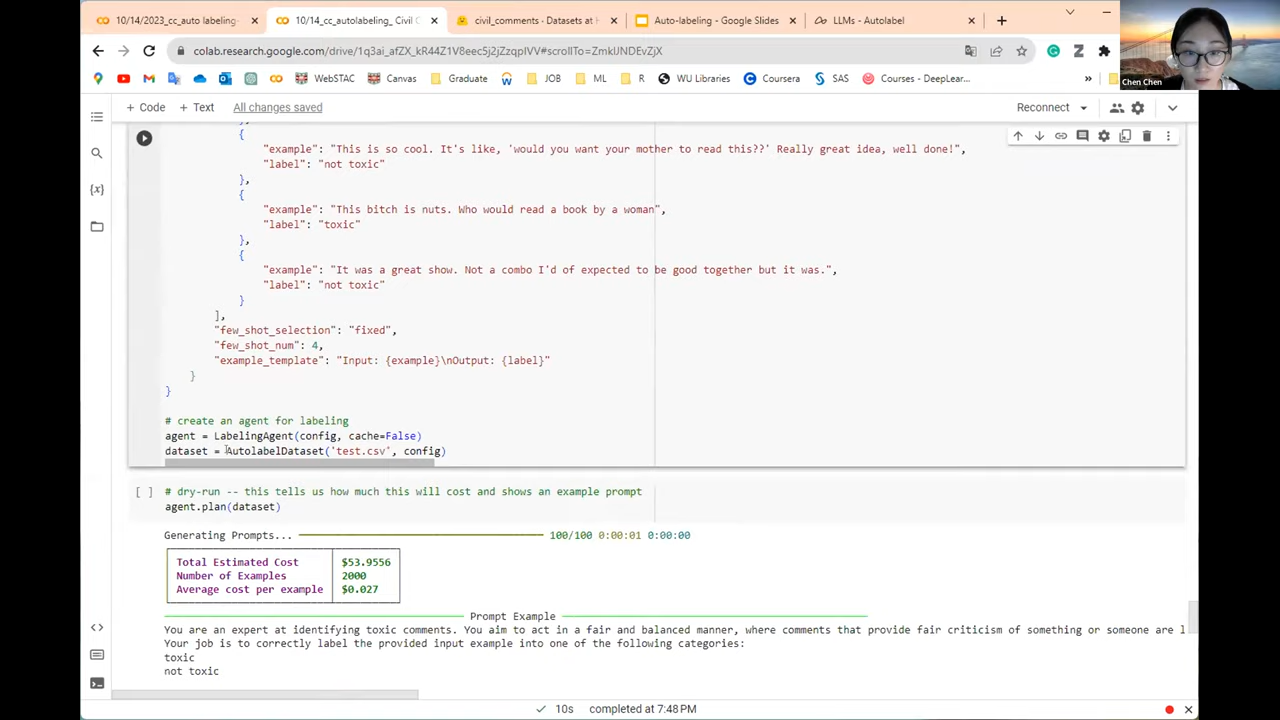 10/14/2023_cc_auto labeling-
10/14_cc_autolabeling_ Civil C
civil_comments · Datasets at H
Auto-labeling - Google Slides
LLMs - Autolabel
colab.research.google.com/drive/1q3ai_afZX_kR44Z1V8eec5j2jZzqpIVV#scrollTo=ZmklJNDEvZjX
WebSTAC
Canvas
Graduate
JOB
ML
R
WU Libraries
Coursera
SAS
Courses - DeepLear...
»
Chen Chen
+ Code
+ Text
All changes saved
Reconnect
{
"example": "This is so cool. It's like, 'would you want your mother to read this??' Really great idea, well done!",
"label": "not toxic"
},
{
"example": "This bitch is nuts. Who would read a book by a woman",
"label": "toxic"
},
{
"example": "It was a great show. Not a combo I'd of expected to be good together but it was.",
"label": "not toxic"
}
],
"few_shot_selection": "fixed",
"few_shot_num": 4,
"example_template": "Input: {example}\nOutput: {label}"
}
}
# create an agent for labeling
agent = LabelingAgent(config, cache=False)
dataset = AutolabelDataset('test.csv', config)
[ ] # dry-run -- this tells us how much this will cost and shows an example prompt
agent.plan(dataset)
Generating Prompts... 100/100 0:00:01 0:00:00
Total Estimated Cost $53.9556
Number of Examples 2000
Average cost per example $0.027
Prompt Example
You are an expert at identifying toxic comments. You aim to act in a fair and balanced manner, where comments that provide fair criticism of something or someone are l
Your job is to correctly label the provided input example into one of the following categories:
toxic
not toxic
10s completed at 7:48 PM